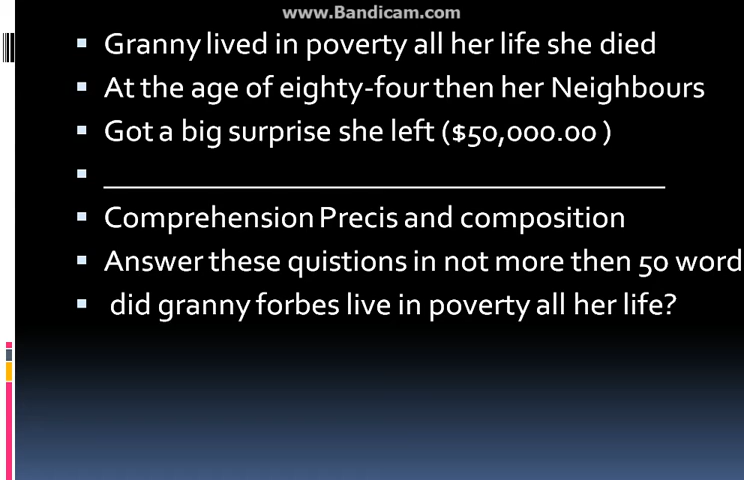 www.Bandicam.com
Granny lived in poverty all her life she died
At the age of eighty-four then her Neighbours
Got a big surprise she left ($50,000.00 )
Comprehension Precis and composition
Answer these quistions in not more then 50 word
did granny forbes live in poverty all her life?